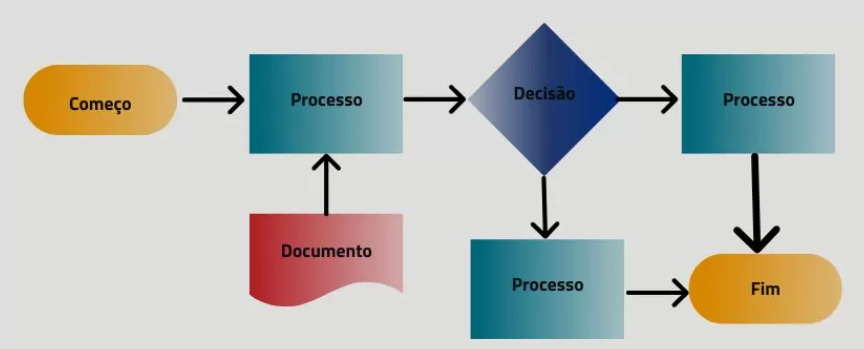 Começo
Processo
Decisão
Processo
Documento
Processo
Fim